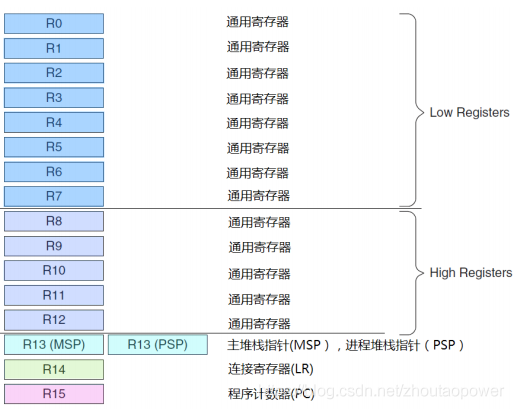 R0 通用寄存器
R1 通用寄存器
R2 通用寄存器
R3 通用寄存器
R4 通用寄存器
R5 通用寄存器
R6 通用寄存器
R7 通用寄存器
Low Registers
R8 通用寄存器
R9 通用寄存器
R10 通用寄存器
R11 通用寄存器
R12 通用寄存器
High Registers
R13 (MSP) R13 (PSP) 主堆栈指针(MSP)，进程堆栈指针（PSP）
R14 连接寄存器(LR)
R15 程序计数器(PC)
blog.csdn.net/zhoutaopower